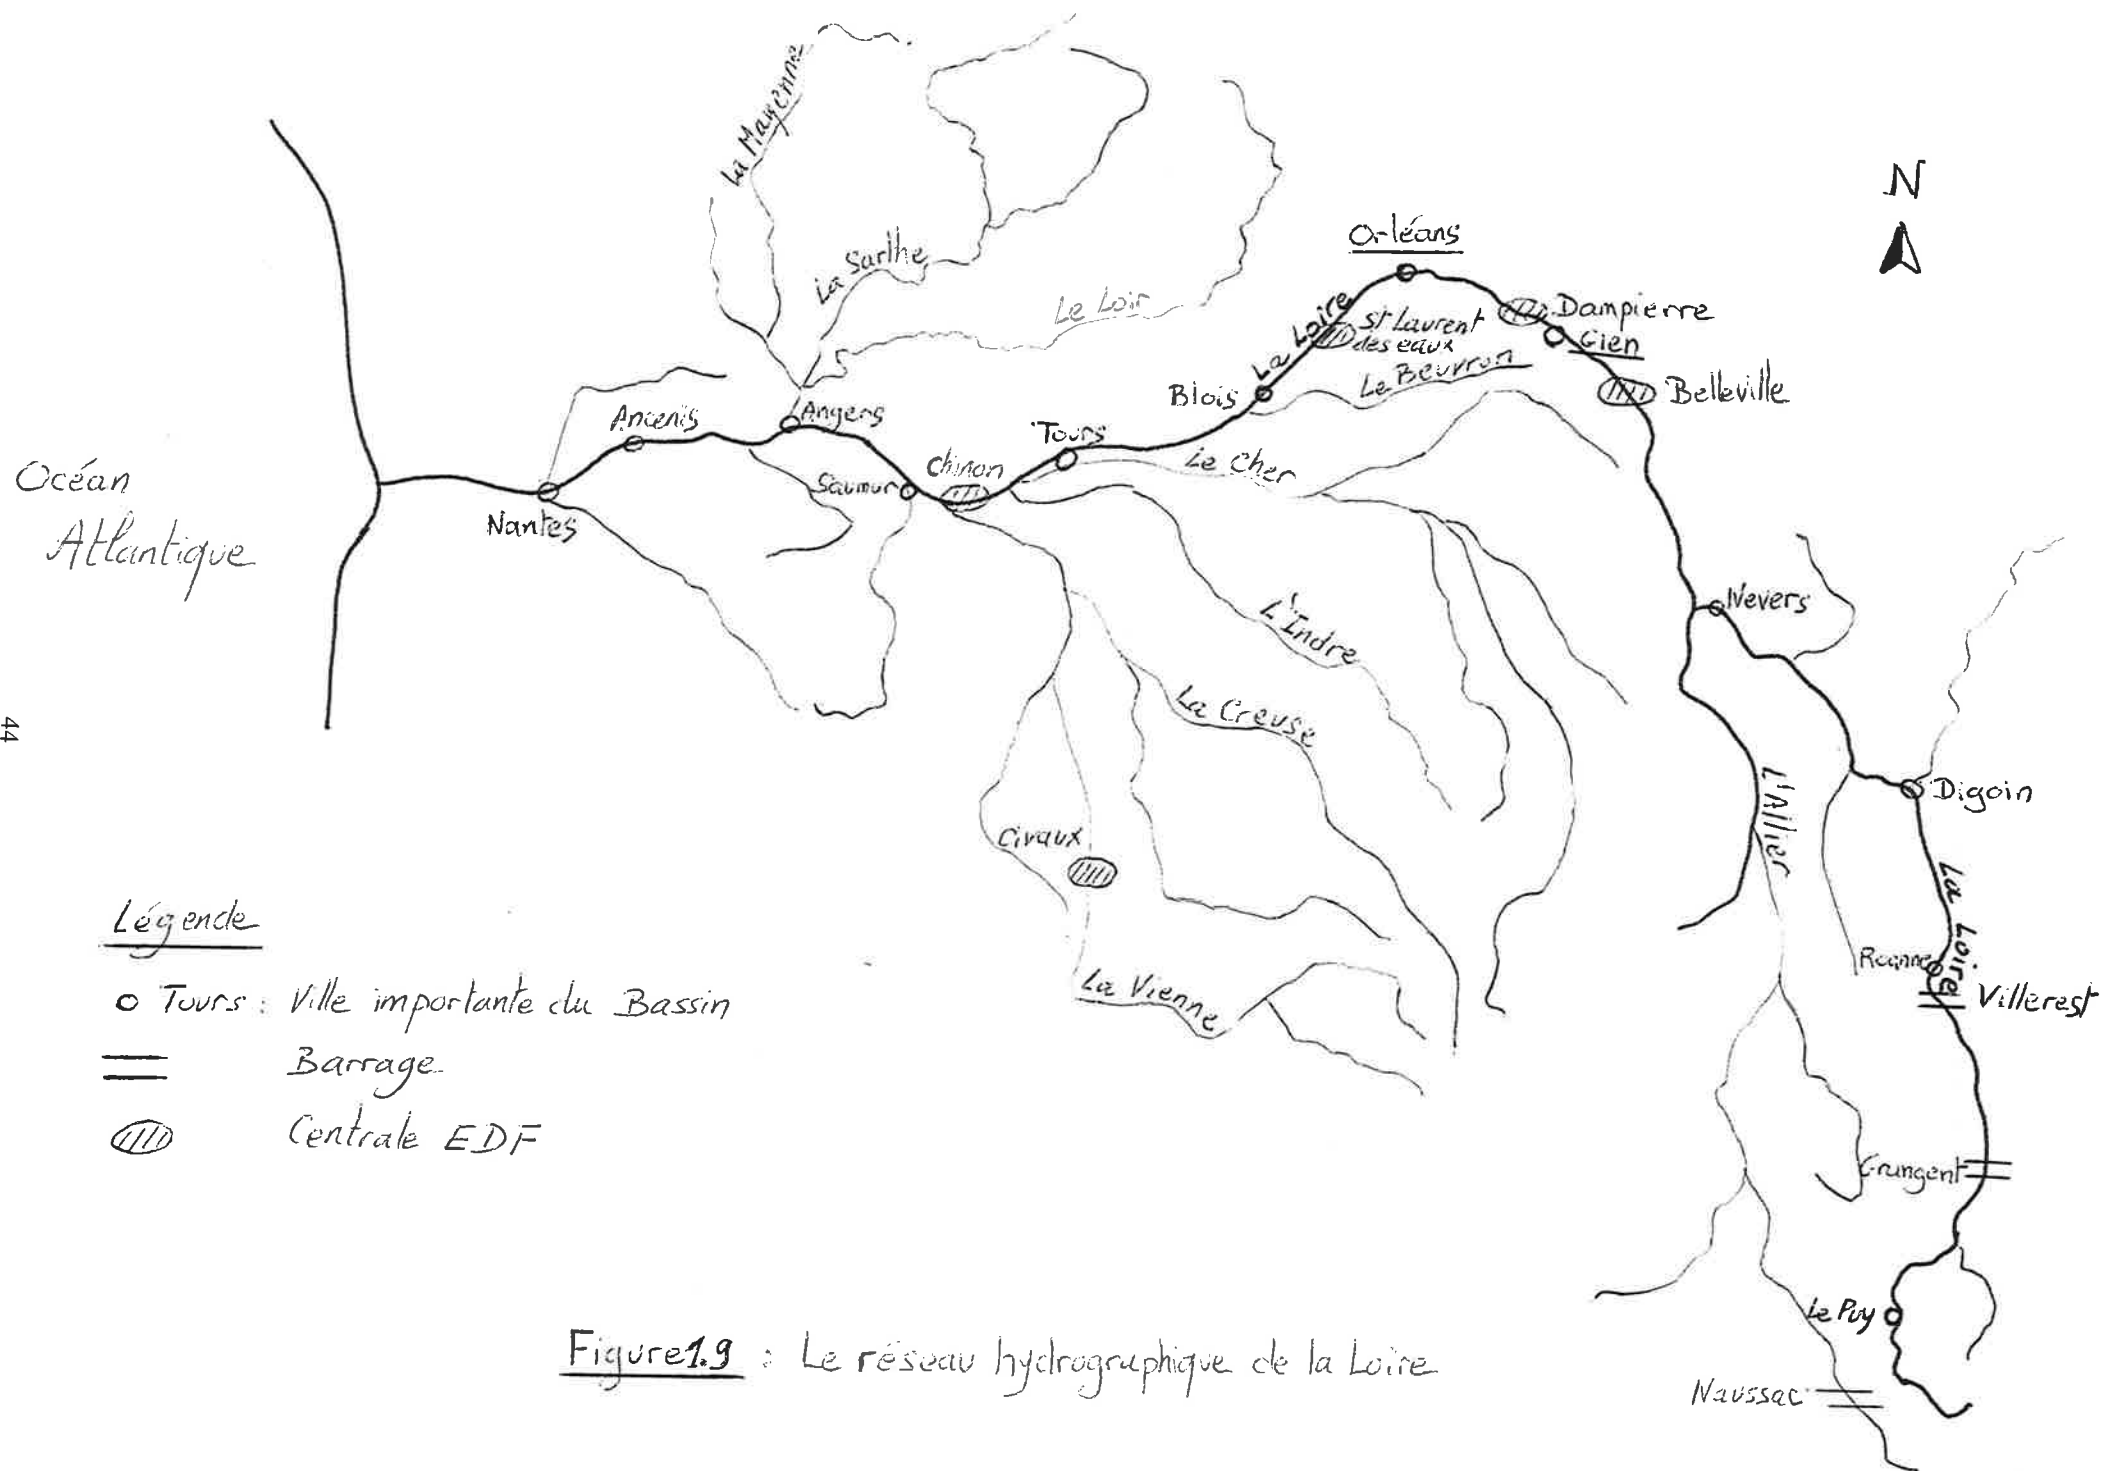 La Mayenne
N
Orléans
La Sarthe
Le Loir
La Loire
St Laurent
des eaux
Dampierre
Gien
Le Beuvron
Blois
Belleville
Ancenis
Angers
Tours
Chinon
Le Cher
Océan
Atlantique
Saumur
Nantes
Nevers
L'Indre
La Creuse
44
L'Allier
Digoin
Civaux
La Loire
Légende
Roanne
La Vienne
Villerest
Tours : Ville importante du Bassin
Barrage
Centrale EDF
Grangent
Le Puy
Figure 1.9 : Le réseau hydrographique de la Loire
Naussac